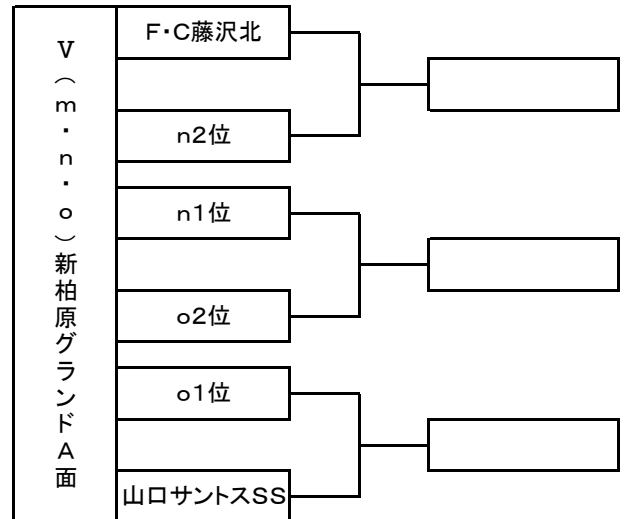 V（m・n・o）新柏原グランドA面
F・C藤沢北
n2位
n1位
o2位
o1位
山口サントスSS